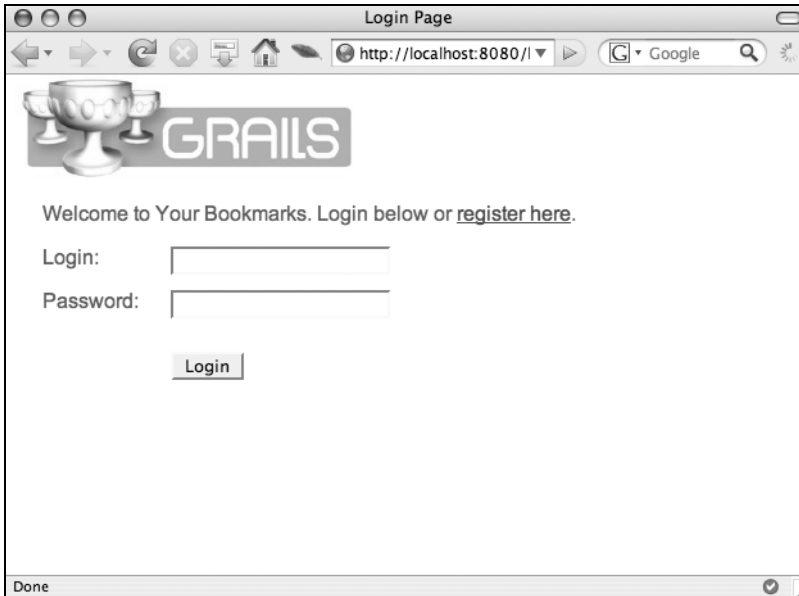 Login Page
http://localhost:8080/
G Google
GRAILS
Welcome to Your Bookmarks. Login below or register here.
Login:
Password:
Login
Done